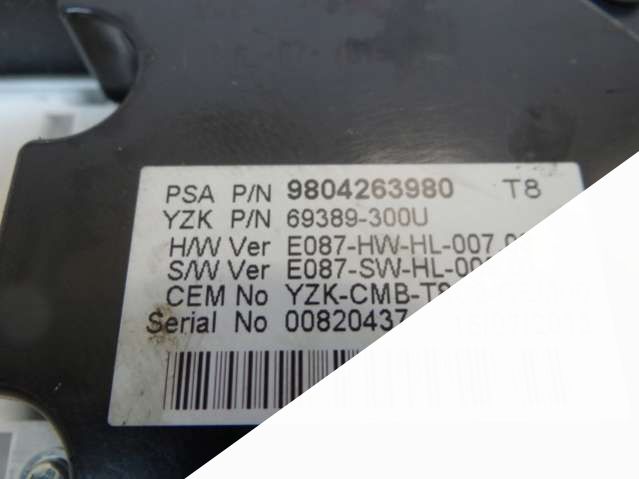 PSA P/N 9804263980 T8
YZK P/N 69389-300U
H/W Ver E087-HW-HL-007
S/W Ver E087-SW-HL-00
CEM No YZK-CMB-T
Serial No 00820437